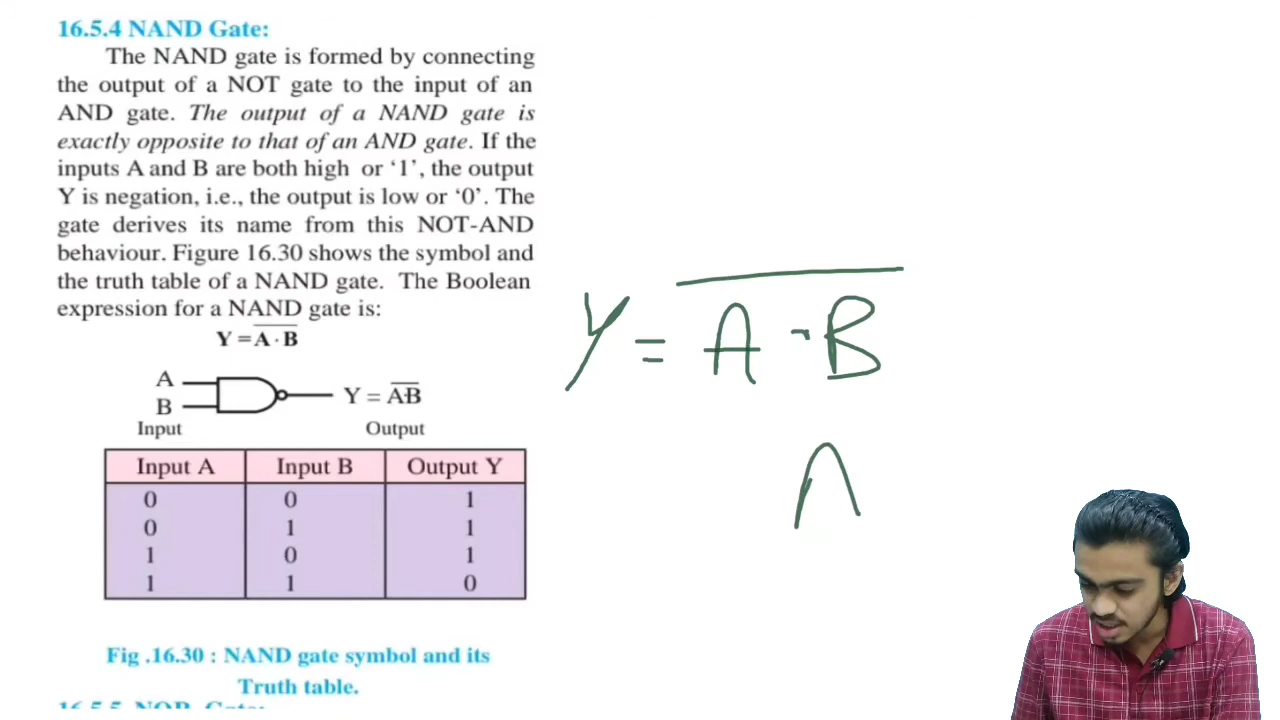 16.5.4 NAND Gate:
The NAND gate is formed by connecting
the output of a NOT gate to the input of an
AND gate. The output of a NAND gate is
exactly opposite to that of an AND gate. If the
inputs A and B are both high or ‘1’, the output
Y is negation, i.e., the output is low or ‘0’. The
gate derives its name from this NOT-AND
behaviour. Figure 16.30 shows the symbol and
the truth table of a NAND gate. The Boolean
expression for a NAND gate is:
Y = A̅ ̅·̅ ̅B̅
A
B
Y = A̅B̅
Input Output
Input A Input B Output Y
0 0 1
0 1 1
1 0 1
1 1 0
Fig .16.30 : NAND gate symbol and its
Truth table.
16.5.5 NOR Gate:
Y = A̅ ̅·̅ ̅B̅